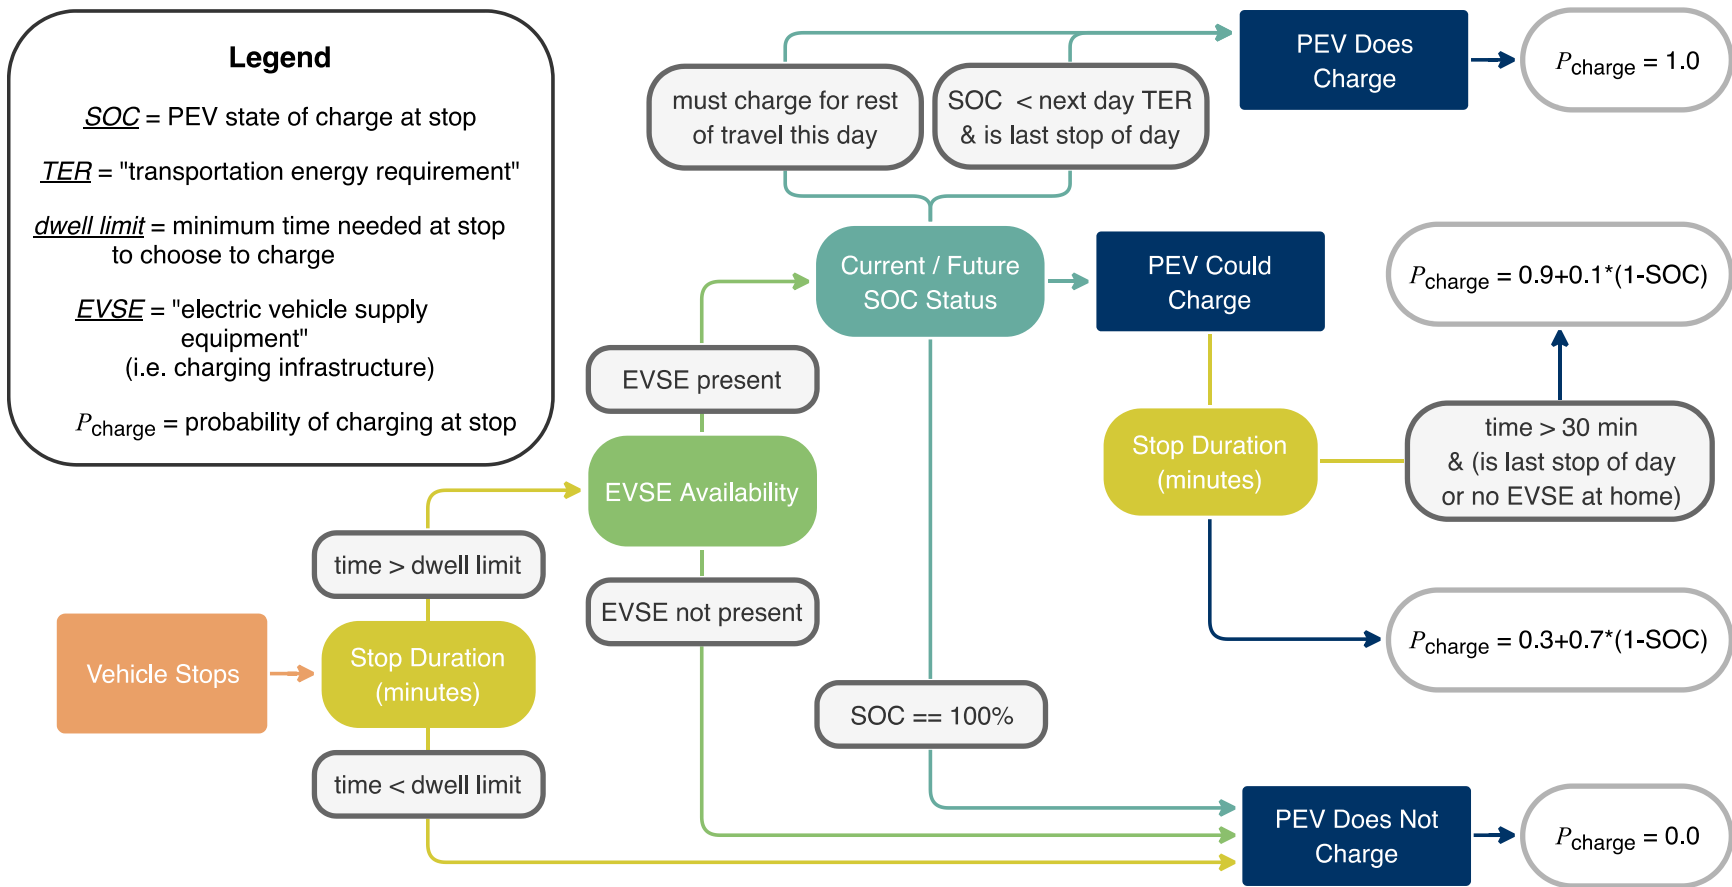 Legend
SOC = PEV state of charge at stop
TER = "transportation energy requirement"
dwell limit = minimum time needed at stop
to choose to charge
EVSE = "electric vehicle supply
equipment"
(i.e. charging infrastructure)
Pcharge = probability of charging at stop
Vehicle Stops
Stop Duration
(minutes)
time > dwell limit
time < dwell limit
EVSE Availability
EVSE present
EVSE not present
Current / Future
SOC Status
must charge for rest
of travel this day
SOC < next day TER
& is last stop of day
SOC == 100%
PEV Does
Charge
Pcharge = 1.0
PEV Could
Charge
Stop Duration
(minutes)
time > 30 min
& (is last stop of day
or no EVSE at home)
Pcharge = 0.9+0.1*(1-SOC)
Pcharge = 0.3+0.7*(1-SOC)
PEV Does Not
Charge
Pcharge = 0.0